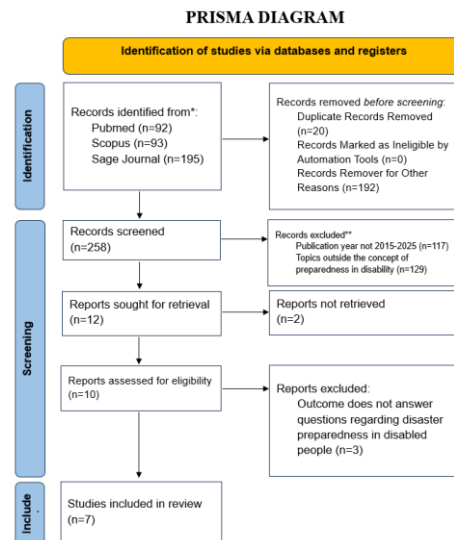 PRISMA DIAGRAM
Identification of studies via databases and registers
Identification
Records identified from*:
Pubmed (n=92)
Scopus (n=93)
Sage Journal (n=195)
Records removed before screening:
Duplicate Records Removed
(n=20)
Records Marked as Ineligible by
Automation Tools (n=0)
Records Remover for Other
Reasons (n=192)
Screening
Records screened
(n=258)
Records excluded**
Publication year not 2015-2025 (n=117)
Topics outside the concept of
preparedness in disability (n=129)
Reports sought for retrieval
(n=12)
Reports not retrieved
(n=2)
Reports assessed for eligibility
(n=10)
Reports excluded:
Outcome does not answer
questions regarding disaster
preparedness in disabled
people (n=3)
Include
Studies included in review
(n=7)